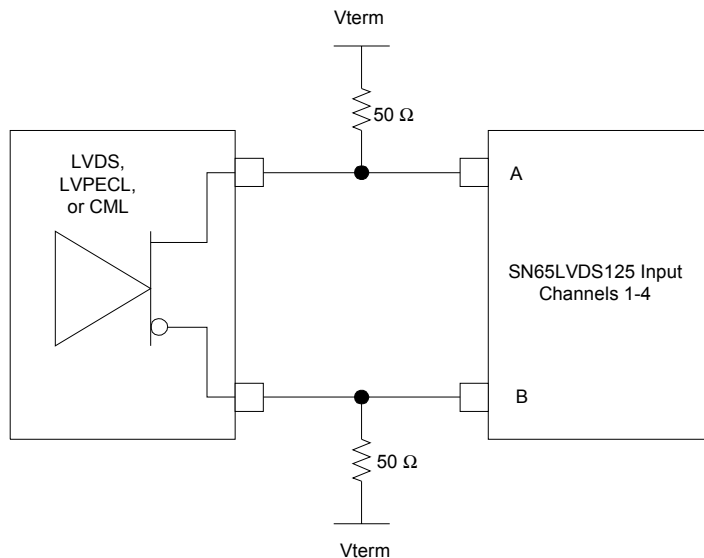 Vterm
50 Ω
LVDS,
LVPECL,
or CML
A
SN65LVDS125 Input
Channels 1-4
B
50 Ω
Vterm